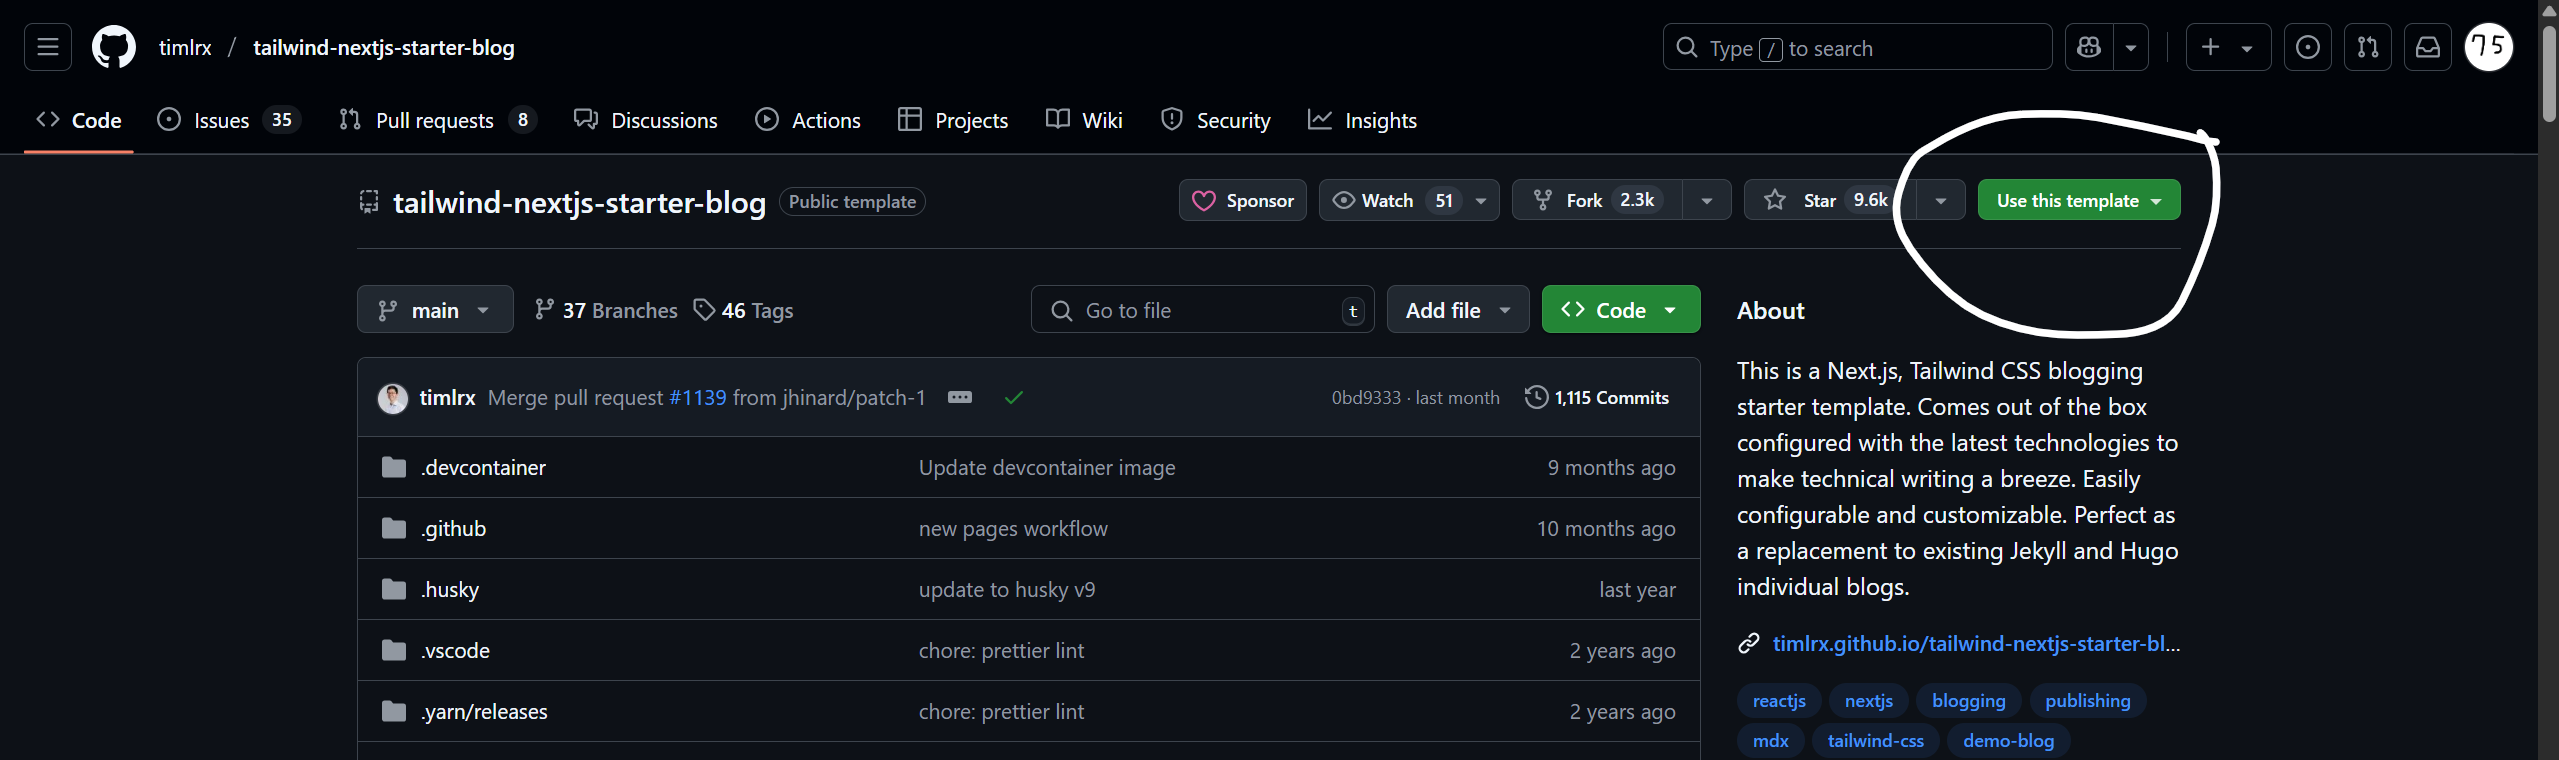 timlrx / tailwind-nextjs-starter-blog
Type / to search
75
Code
Issues 35
Pull requests 8
Discussions
Actions
Projects
Wiki
Security
Insights
tailwind-nextjs-starter-blog Public template
Sponsor
Watch 51
Fork 2.3k
Star 9.6k
Use this template
main
37 Branches
46 Tags
Go to file t
Add file
Code
timlrx Merge pull request #1139 from jhinard/patch-1 0bd9333 · last month 1,115 Commits
.devcontainer Update devcontainer image 9 months ago
.github new pages workflow 10 months ago
.husky update to husky v9 last year
.vscode chore: prettier lint 2 years ago
.yarn/releases chore: prettier lint 2 years ago
About
This is a Next.js, Tailwind CSS blogging
starter template. Comes out of the box
configured with the latest technologies to
make technical writing a breeze. Easily
configurable and customizable. Perfect as
a replacement to existing Jekyll and Hugo
individual blogs.
timlrx.github.io/tailwind-nextjs-starter-bl...
reactjs nextjs blogging publishing
mdx tailwind-css demo-blog